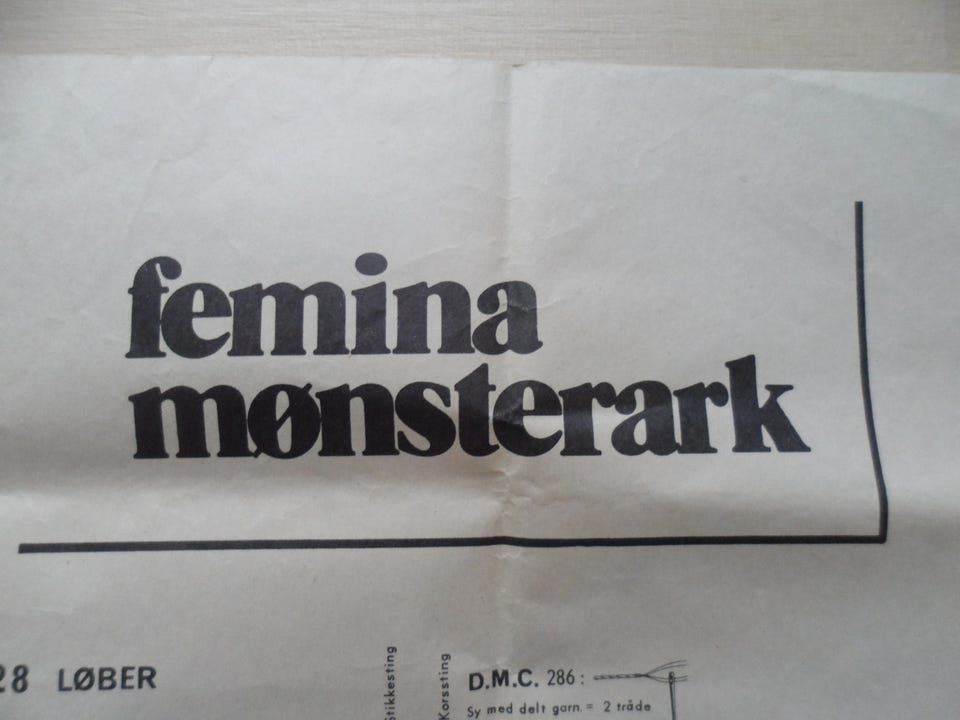 femina
mønsterark
28 LØBER
Stikkesting
Korssting
D.M.C. 286:
Sy med delt garn. = 2 tråde